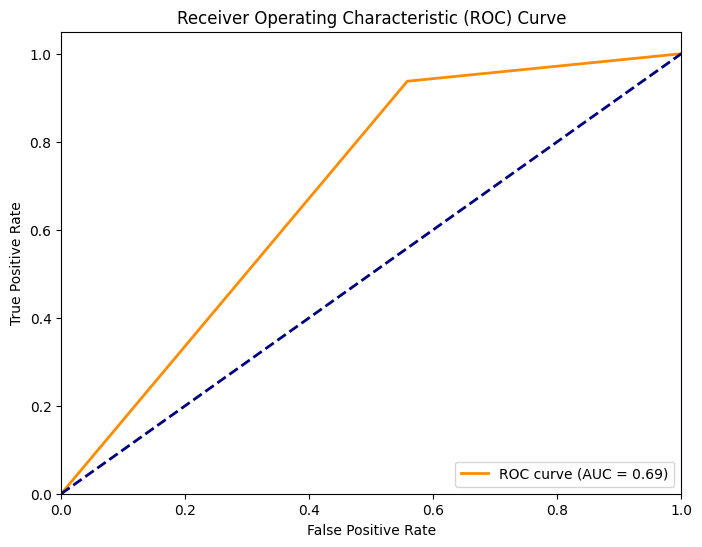 Receiver Operating Characteristic (ROC) Curve
1.0
0.8
0.6
0.4
0.2
0.0
True Positive Rate
ROC curve (AUC = 0.69)
0.0 0.2 0.4 0.6 0.8 1.0
False Positive Rate